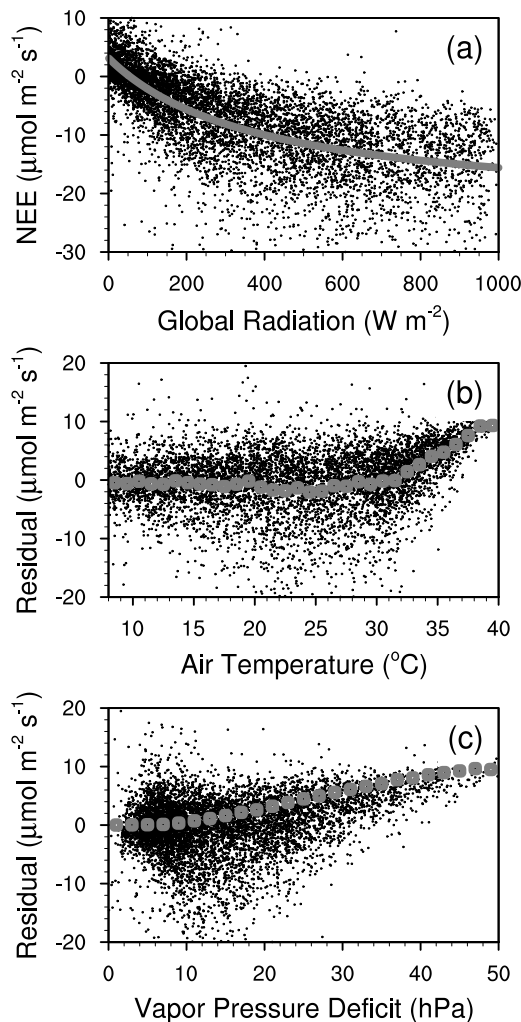 (a)
10
0
-10
-20
-30
NEE (μmol m⁻² s⁻¹)
0 200 400 600 800 1000
Global Radiation (W m⁻²)
(b)
20
10
0
-10
-20
Residual (μmol m⁻² s⁻¹)
10 15 20 25 30 35 40
Air Temperature (°C)
(c)
20
10
0
-10
-20
Residual (μmol m⁻² s⁻¹)
0 10 20 30 40 50
Vapor Pressure Deficit (hPa)